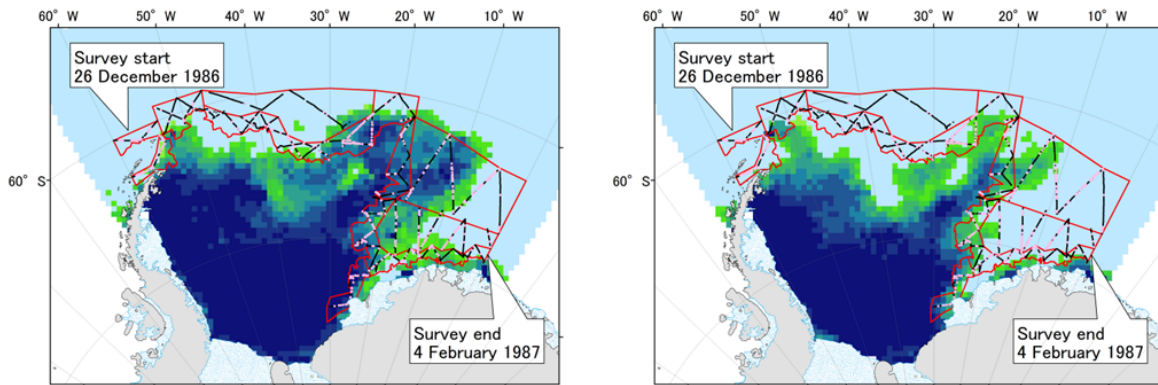 50° W 40° W 30° W 20° W 10° W
60° W
Survey start
26 December 1986
60° S
Survey end
4 February 1987
50° W 40° W 30° W 20° W 10° W
60° W
Survey start
26 December 1986
60° S
Survey end
4 February 1987